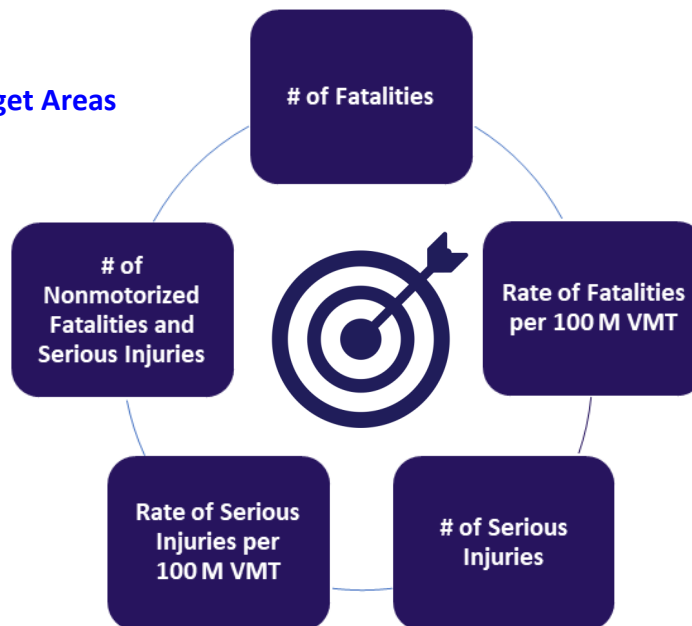 get Areas
# of Fatalities
Rate of Fatalities
per 100 M VMT
# of Serious
Injuries
Rate of Serious
Injuries per
100 M VMT
# of
Nonmotorized
Fatalities and
Serious Injuries